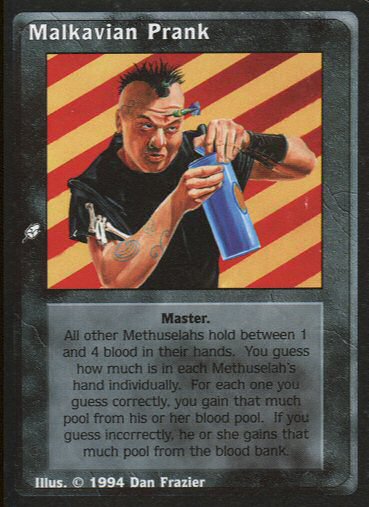 Malkavian Prank
Master.
All other Methuselahs hold between 1
and 4 blood in their hands. You guess
how much is in each Methuselah's
hand individually. For each one you
guess correctly, you gain that much
pool from his or her blood pool. If you
guess incorrectly, he or she gains that
much pool from the blood bank.
Illus. © 1994 Dan Frazier